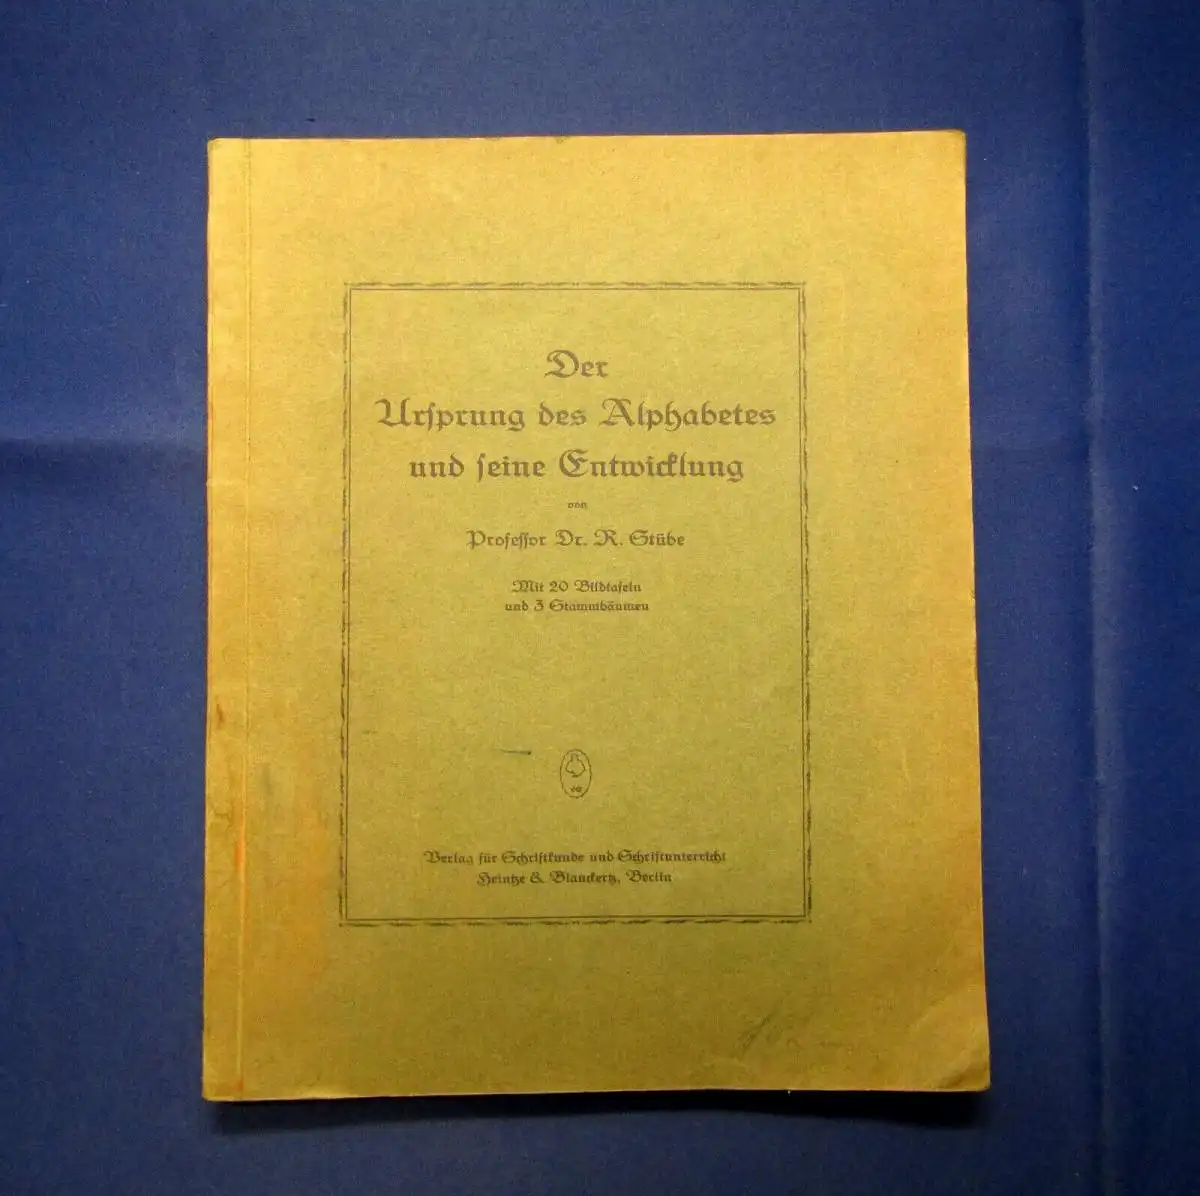 Der
Ursprung des Alphabetes
und seine Entwicklung
von
Professor Dr. R. Stübe
Mit 20 Bildtafeln
und 3 Stammbäumen
Verlag für Schriftkunde und Schriftunterricht
Heintze & Blanckertz, Berlin